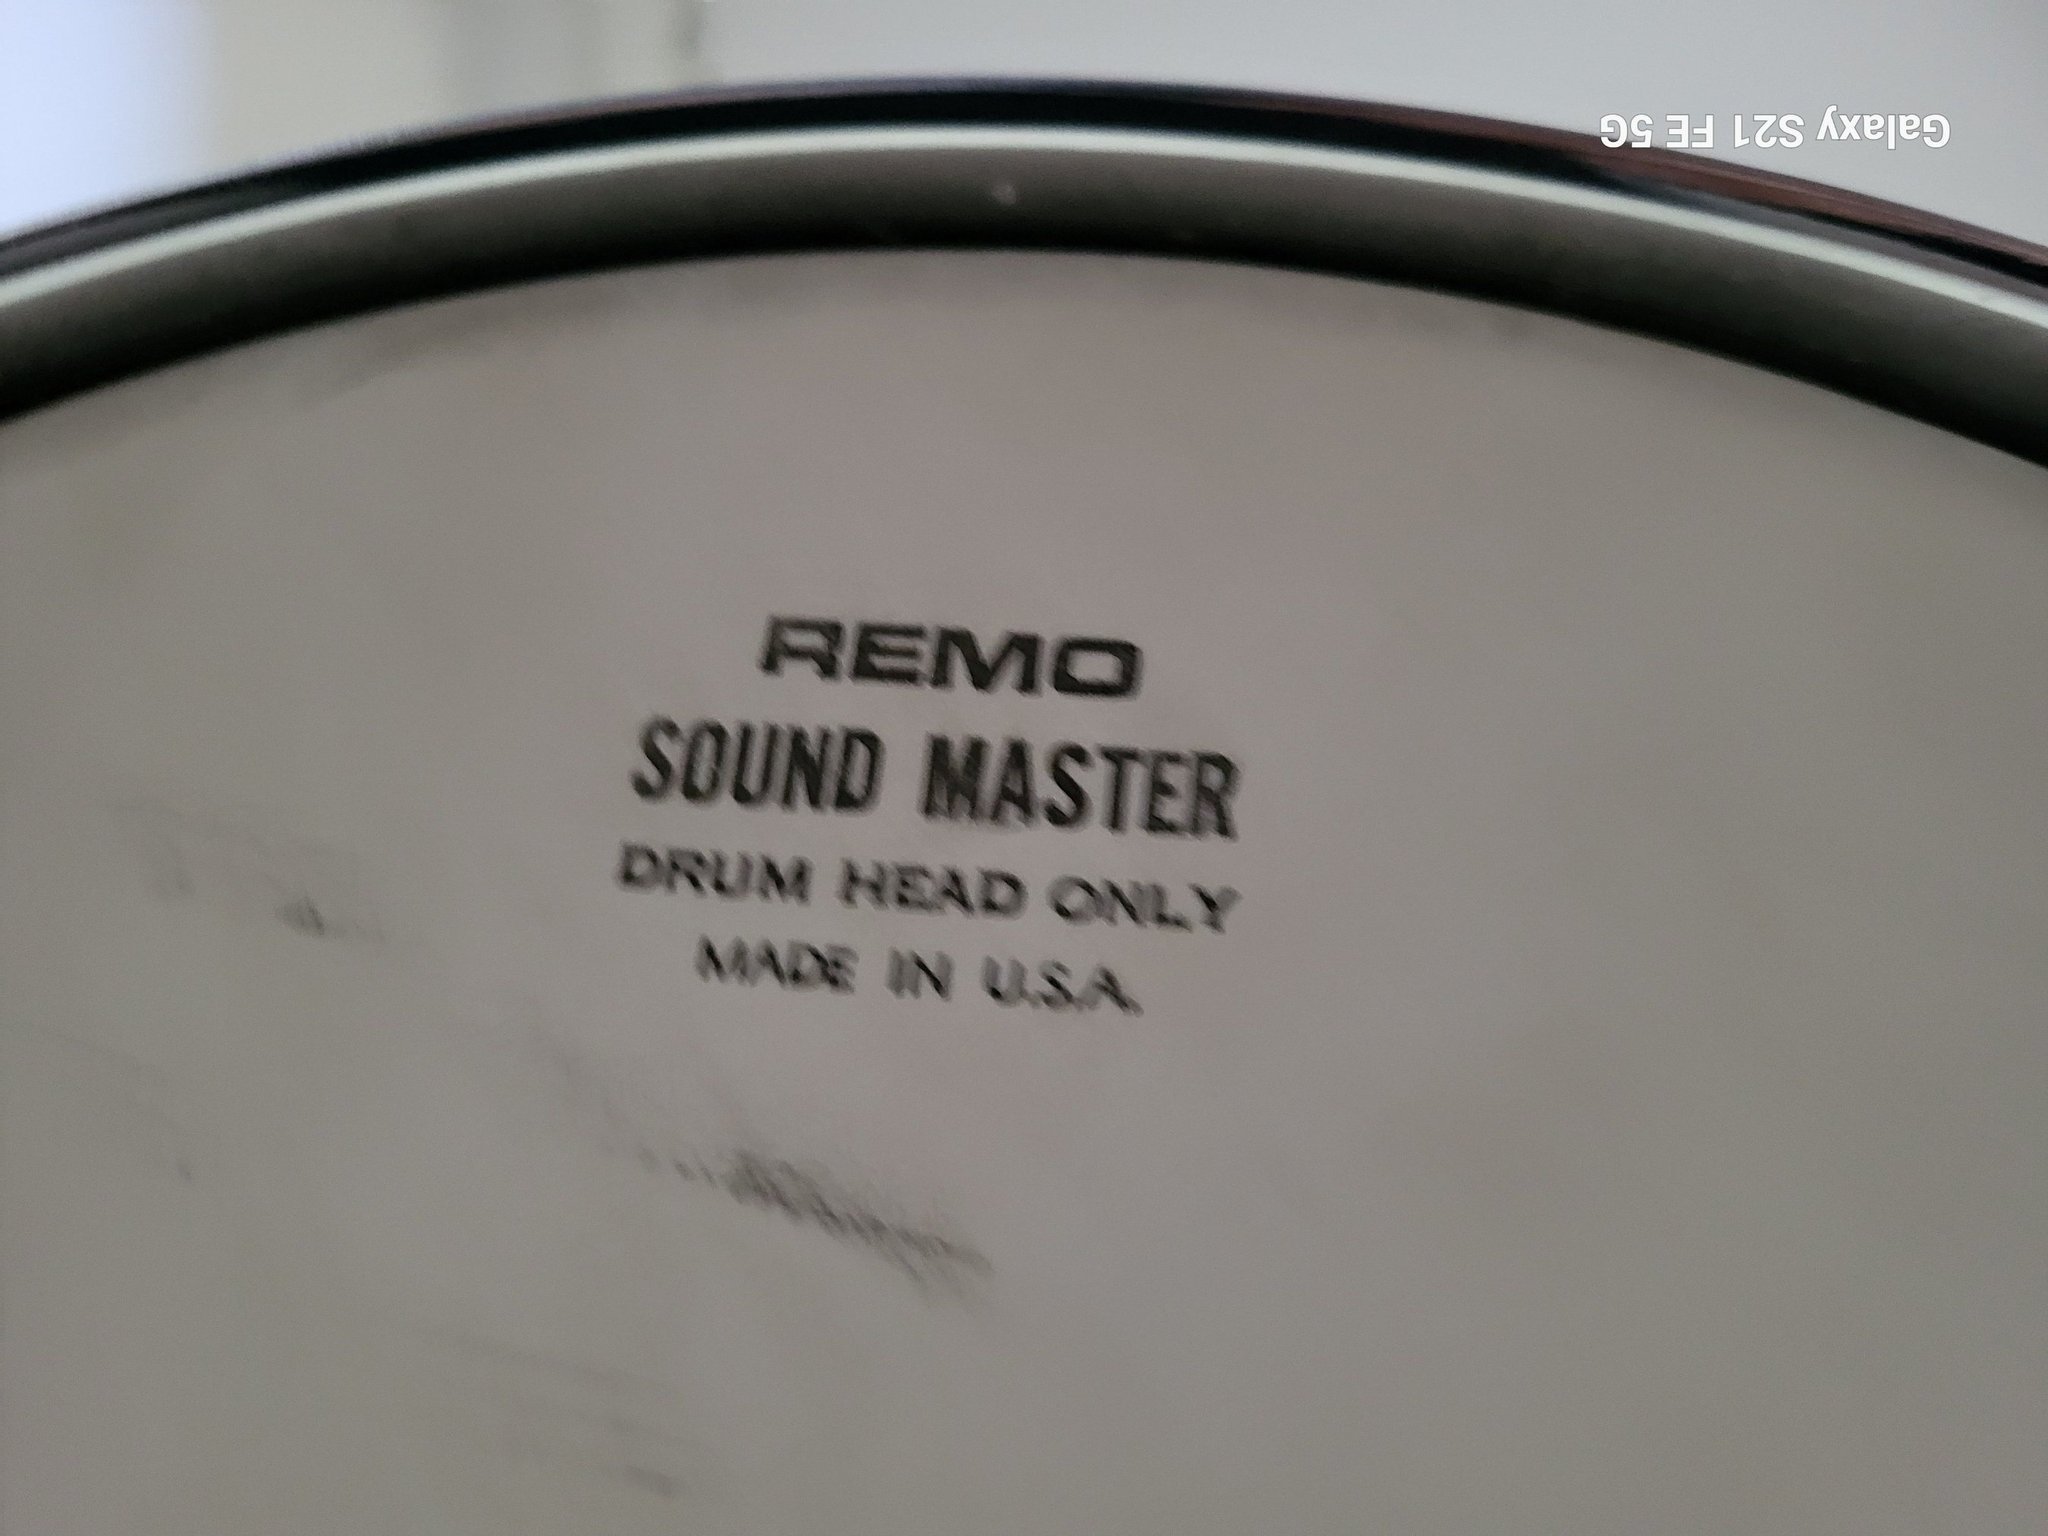 Galaxy S21 FE 5G
REMO
SOUND MASTER
DRUM HEAD ONLY
MADE IN U.S.A.